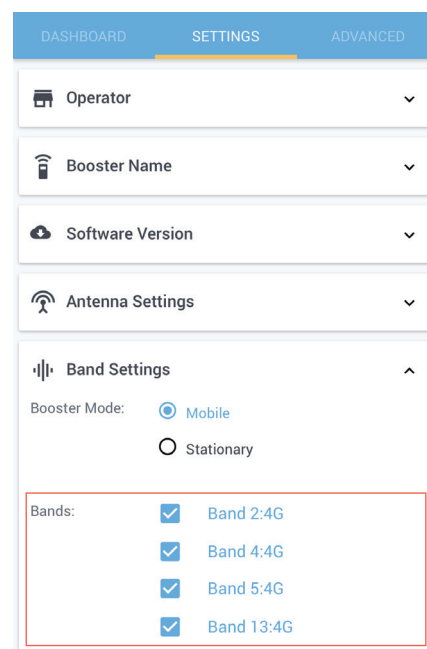 DASHBOARD SETTINGS ADVANCED
Operator
Booster Name
Software Version
Antenna Settings
Band Settings
Booster Mode: Mobile
Stationary
Bands: Band 2:4G
Band 4:4G
Band 5:4G
Band 13:4G